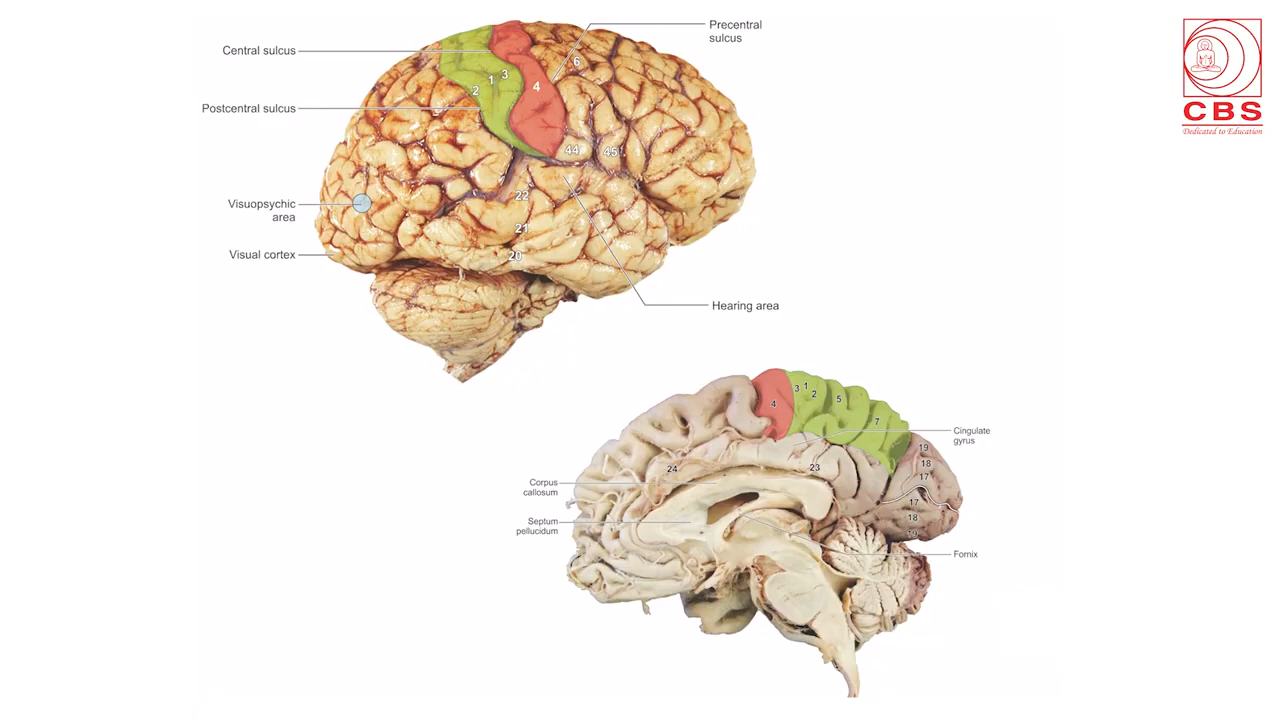 Central sulcus
Precentral
sulcus
6
3
1
2
4
Postcentral sulcus
44
45
22
Visuopsychic
area
21
Visual cortex
20
Hearing area
CBS
Dedicated to Education
4
3
1
2
5
7
Cingulate
gyrus
19
18
17
24
23
Corpus
callosum
17
18
19
Septum
pellucidum
Fornix